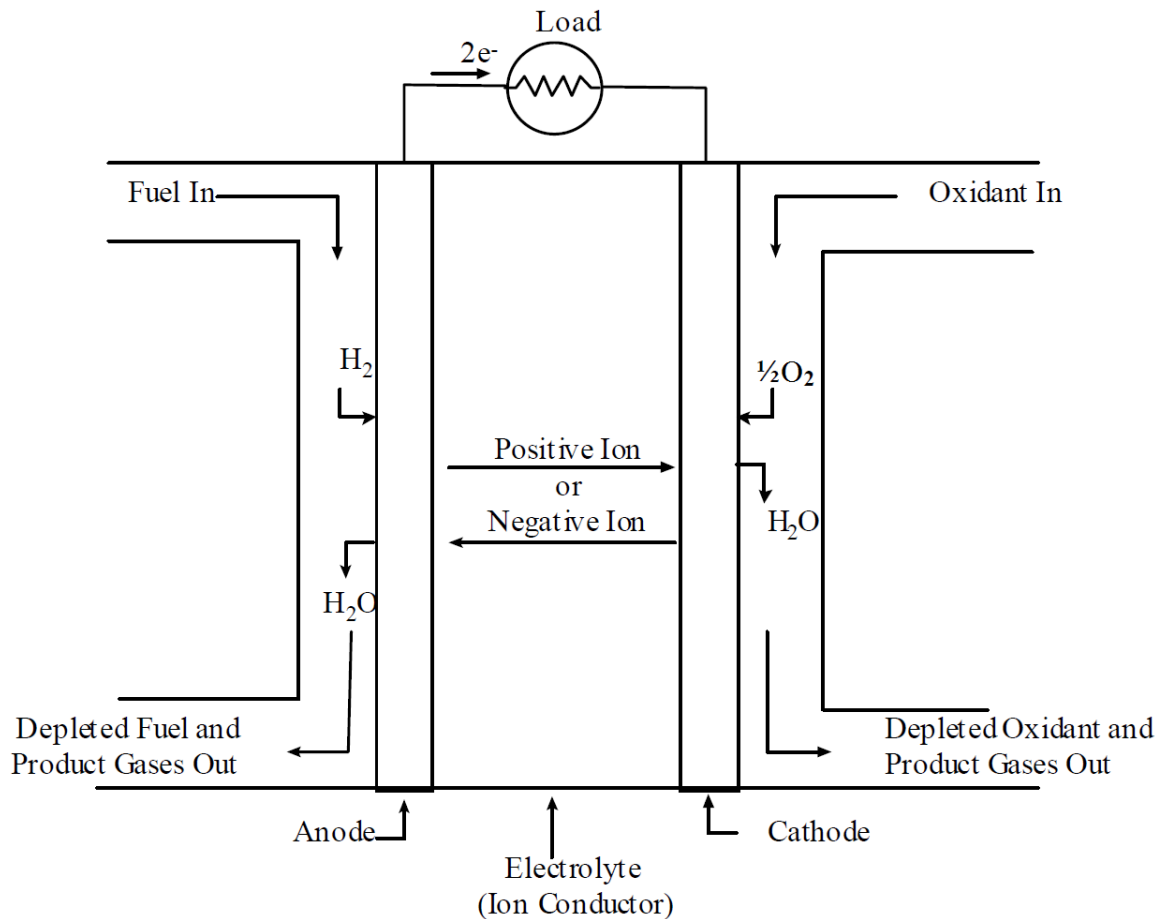 Load
2e⁻
Fuel In
Oxidant In
H₂
½O₂
Positive Ion
or
Negative Ion
H₂O
H₂O
Depleted Fuel and
Product Gases Out
Depleted Oxidant and
Product Gases Out
Anode
Cathode
Electrolyte
(Ion Conductor)